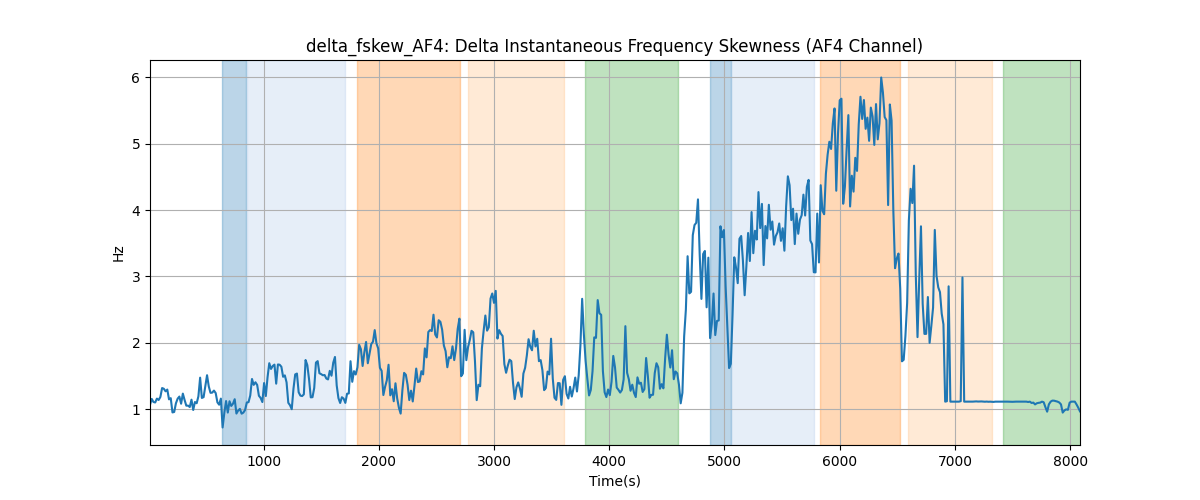 delta_fskew_AF4: Delta Instantaneous Frequency Skewness (AF4 Channel)
6
5
4
3
2
1
Hz
1000 2000 3000 4000 5000 6000 7000 8000
Time(s)